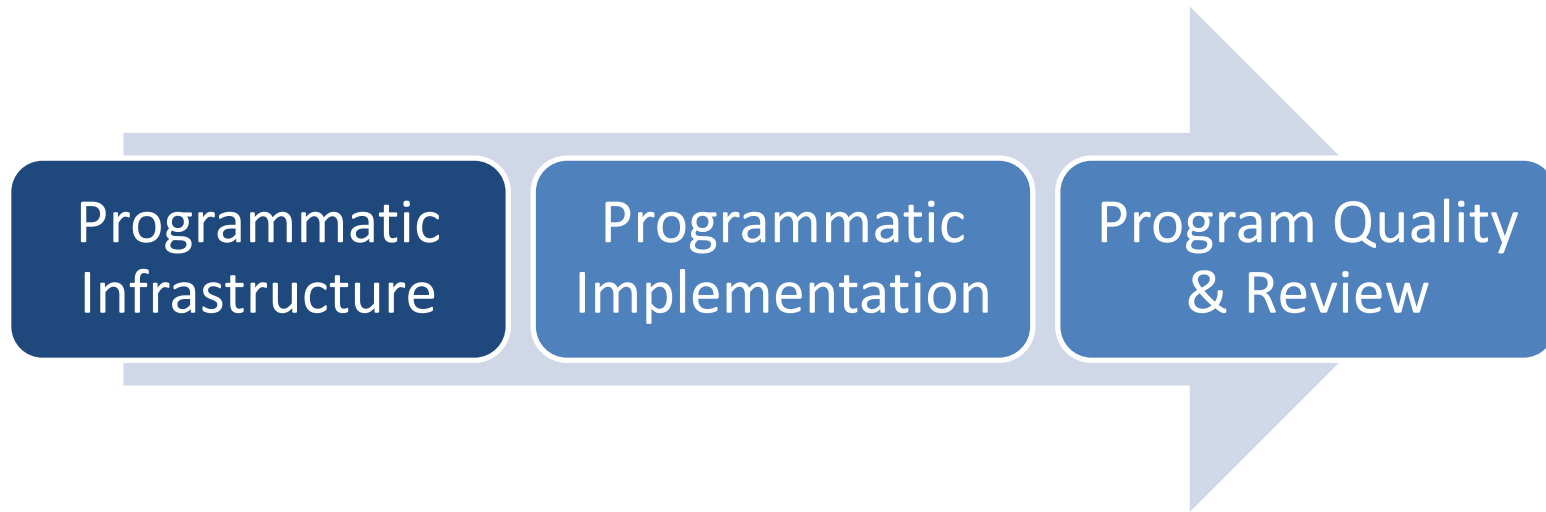 Programmatic
Infrastructure
Programmatic
Implementation
Program Quality
& Review